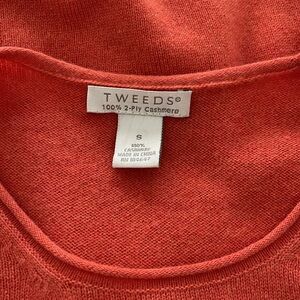 TWEEDS®
100% 2-Ply Cashmere
S
100%
CASHMERE
MADE IN CHINA